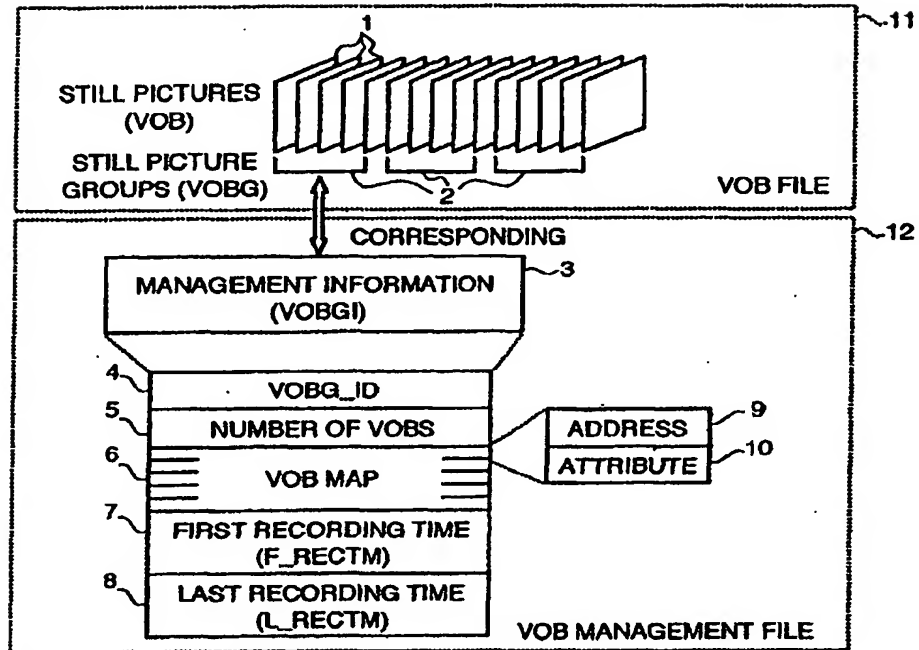 1
11
STILL PICTURES
(VOB)
STILL PICTURE
GROUPS (VOBG)
2
VOB FILE
CORRESPONDING
12
MANAGEMENT INFORMATION
(VOBGI)
3
4
VOBG_ID
5
NUMBER OF VOBS
ADDRESS
9
6
VOB MAP
ATTRIBUTE
10
7
FIRST RECORDING TIME
(F_RECTM)
8
LAST RECORDING TIME
(L_RECTM)
VOB MANAGEMENT FILE